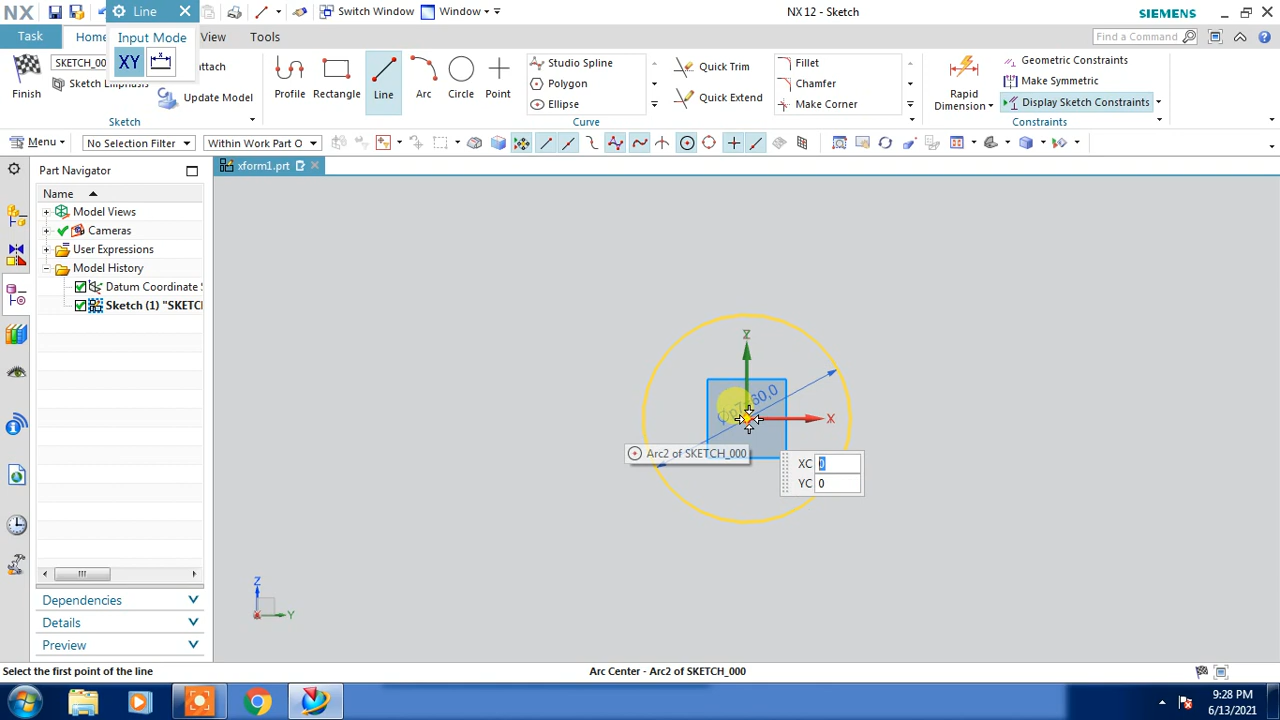 NX
Line
Switch Window
Window
NX 12 - Sketch
SIEMENS
Task
Home
View
Tools
Find a Command
Input Mode
XY
SKETCH_00
Finish
Update Model
Sketch
Profile
Rectangle
Line
Arc
Circle
Point
Studio Spline
Polygon
Ellipse
Quick Trim
Quick Extend
Fillet
Chamfer
Make Corner
Curve
Rapid
Dimension
Geometric Constraints
Make Symmetric
Display Sketch Constraints
Constraints
Menu
No Selection Filter
Within Work Part O
Part Navigator
xform1.prt
Name
Model Views
Cameras
User Expressions
Model History
Datum Coordinate
Sketch (1) "SKETC
Z
X
Arc2 of SKETCH_000
XC 0
YC 0
Z
Y
Dependencies
Details
Preview
Select the first point of the line
Arc Center - Arc2 of SKETCH_000
9:28 PM
6/13/2021